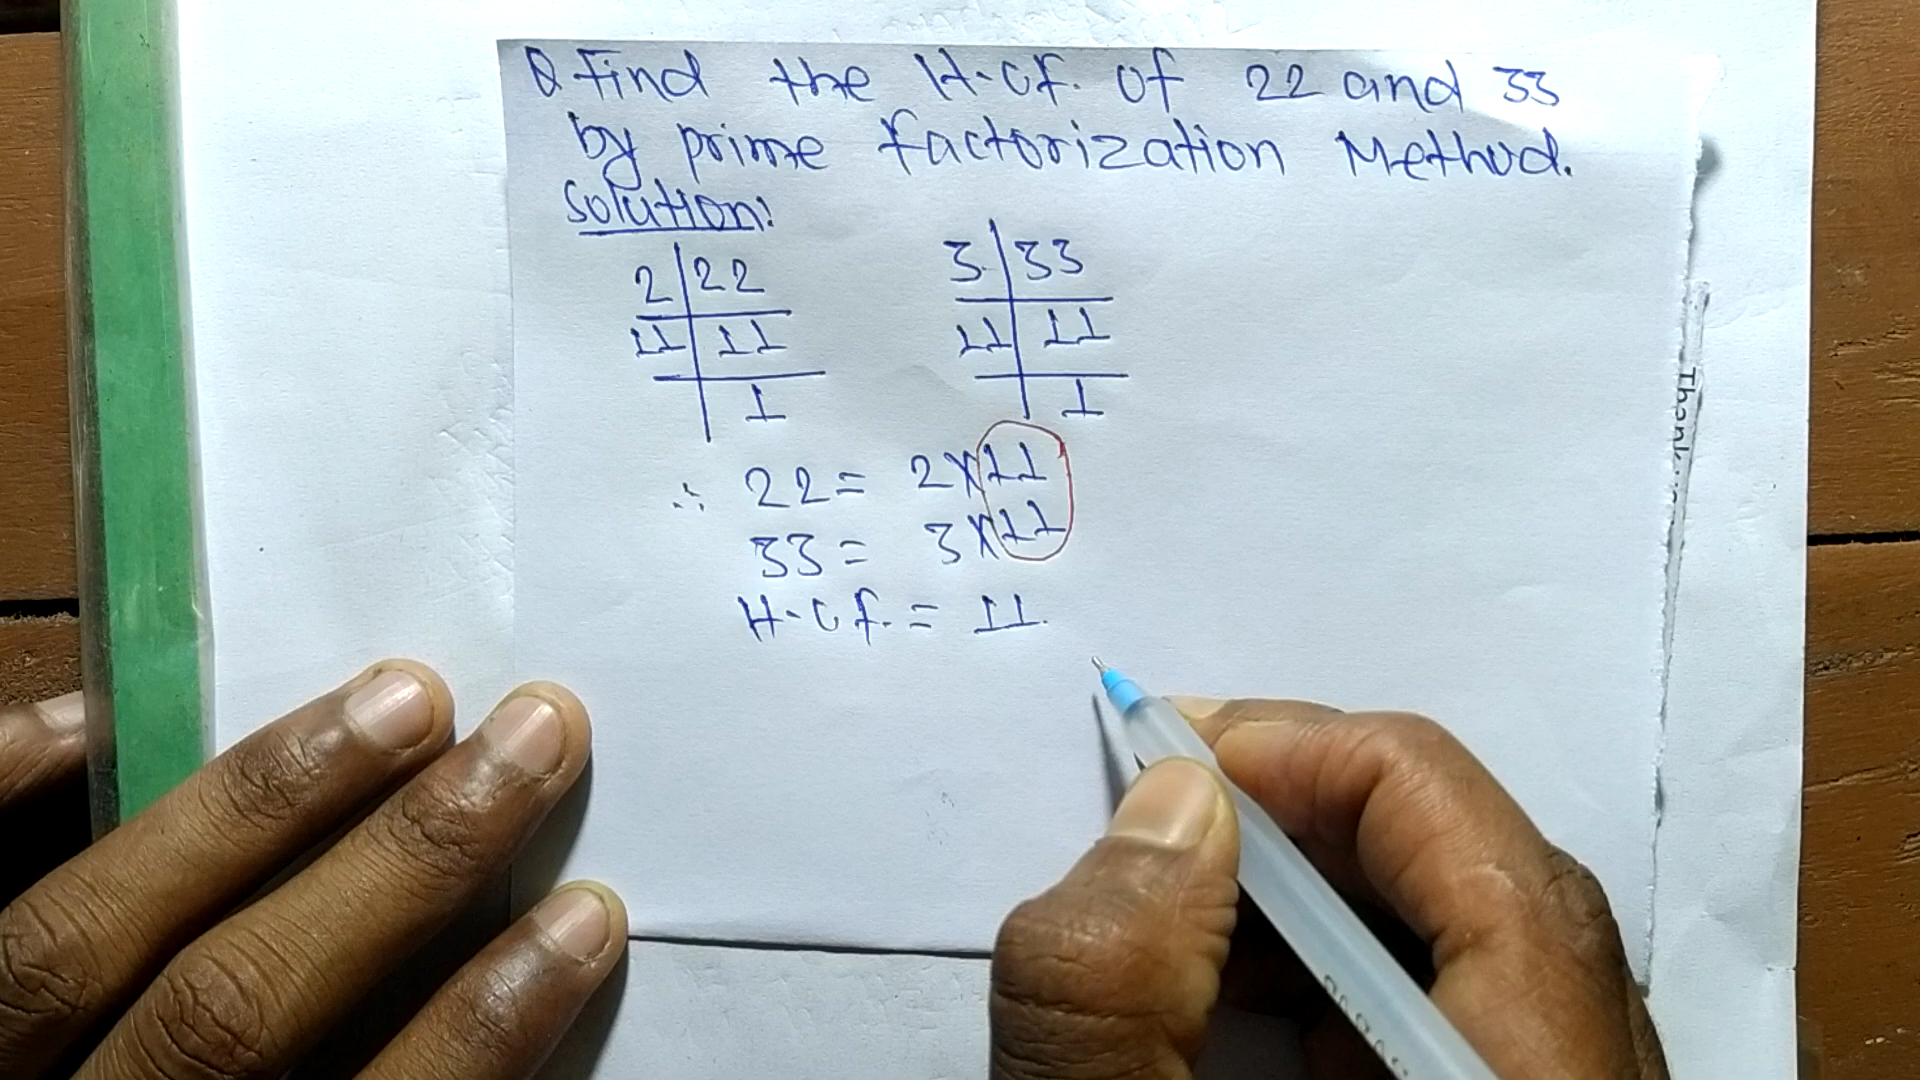 Q Find the H.C.F. of 22 and 33
by prime factorization Method.
Solution:
2 | 22
11 | 11
1
3 | 33
11 | 11
1
∴ 22 = 2×11
33 = 3×11
H.C.F. = 11.
Thank